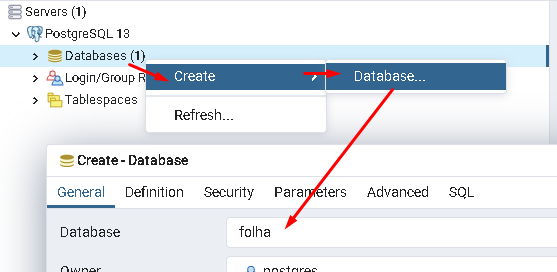 Servers (1)
PostgreSQL 13
Databases (1)
Login/Group R
Tablespaces
Create
Database...
Refresh...
Create - Database
General Definition Security Parameters Advanced SQL
Database folha
Owner postgres